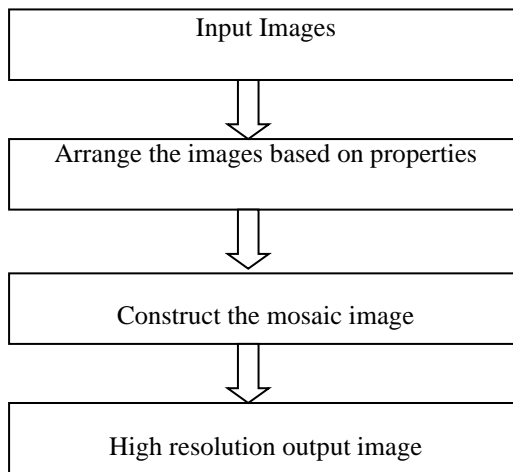 Input Images
Arrange the images based on properties
Construct the mosaic image
High resolution output image